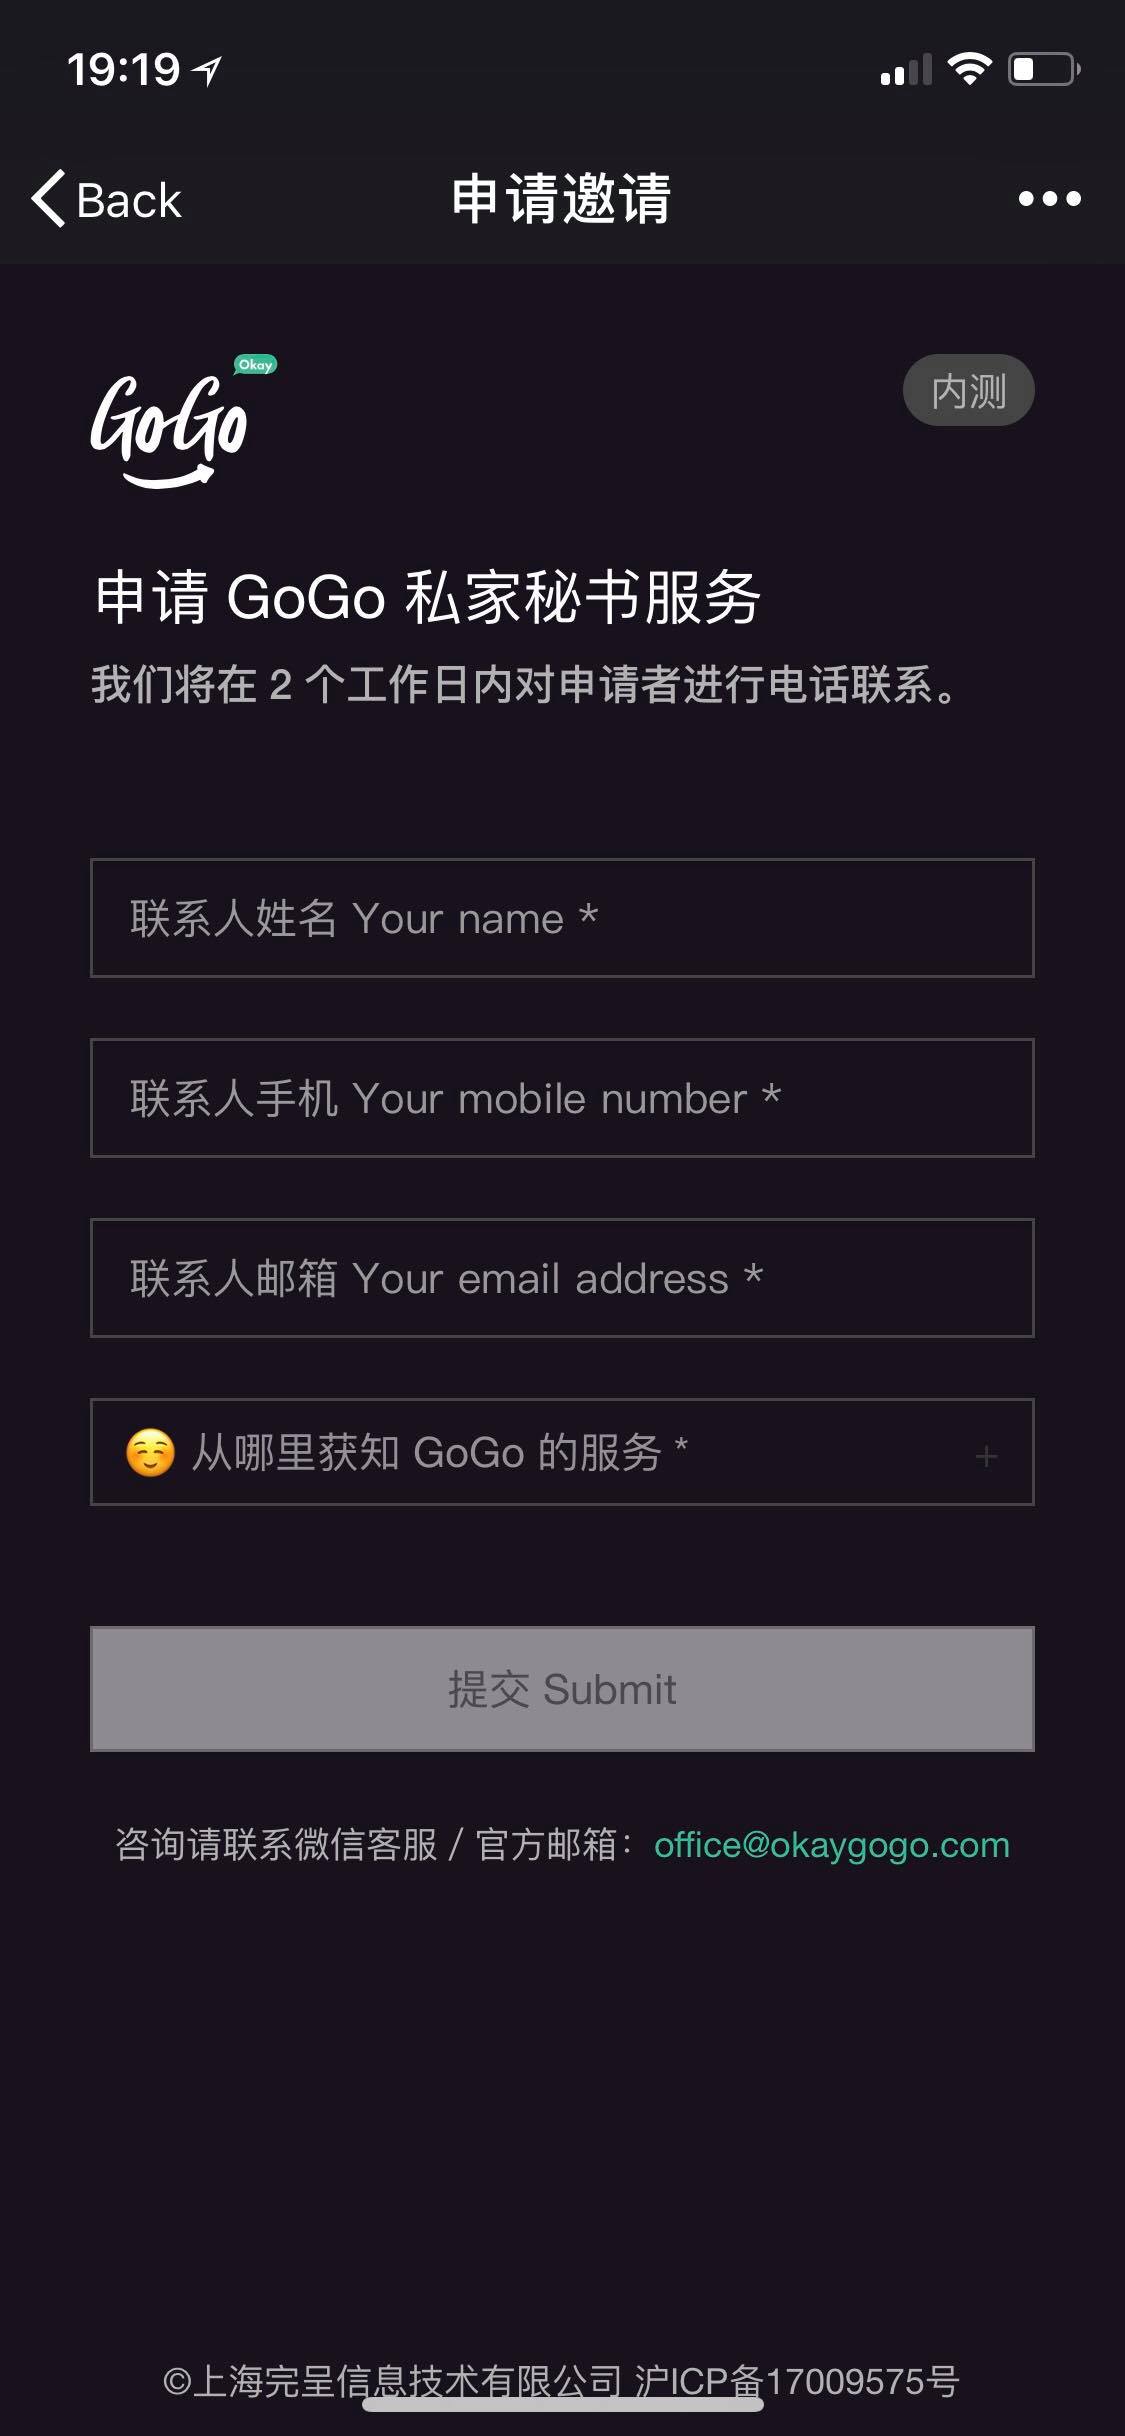 19:19
Back
申请邀请
Okay
GoGo
内测
申请 GoGo 私家秘书服务
我们将在 2 个工作日内对申请者进行电话联系。
联系人姓名 Your name *
联系人手机 Your mobile number *
联系人邮箱 Your email address *
☺️ 从哪里获知 GoGo 的服务 * +
提交 Submit
咨询请联系微信客服 / 官方邮箱：office@okaygogo.com
©上海完呈信息技术有限公司 沪ICP备17009575号